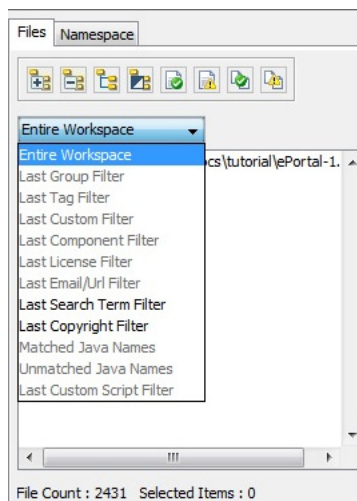 Files Namespace
Entire Workspace
Entire Workspace
ocs\tutorial\ePortal-1.
Last Group Filter
Last Tag Filter
Last Custom Filter
Last Component Filter
Last License Filter
Last Email/Url Filter
Last Search Term Filter
Last Copyright Filter
Matched Java Names
Unmatched Java Names
Last Custom Script Filter
File Count : 2431 Selected Items : 0